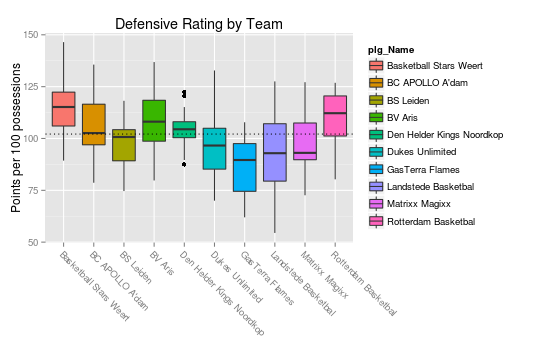 Defensive Rating by Team
Points per 100 possessions
150
125
100
75
50
Basketball Stars Weert
BC APOLLO A'dam
BS Leiden
BV Aris
Den Helder Kings Noordkop
Dukes Unlimited
GasTerra Flames
Landstede Basketbal
Matrixx Magixx
Rotterdam Basketbal
plg_Name
Basketball Stars Weert
BC APOLLO A'dam
BS Leiden
BV Aris
Den Helder Kings Noordkop
Dukes Unlimited
GasTerra Flames
Landstede Basketbal
Matrixx Magixx
Rotterdam Basketbal